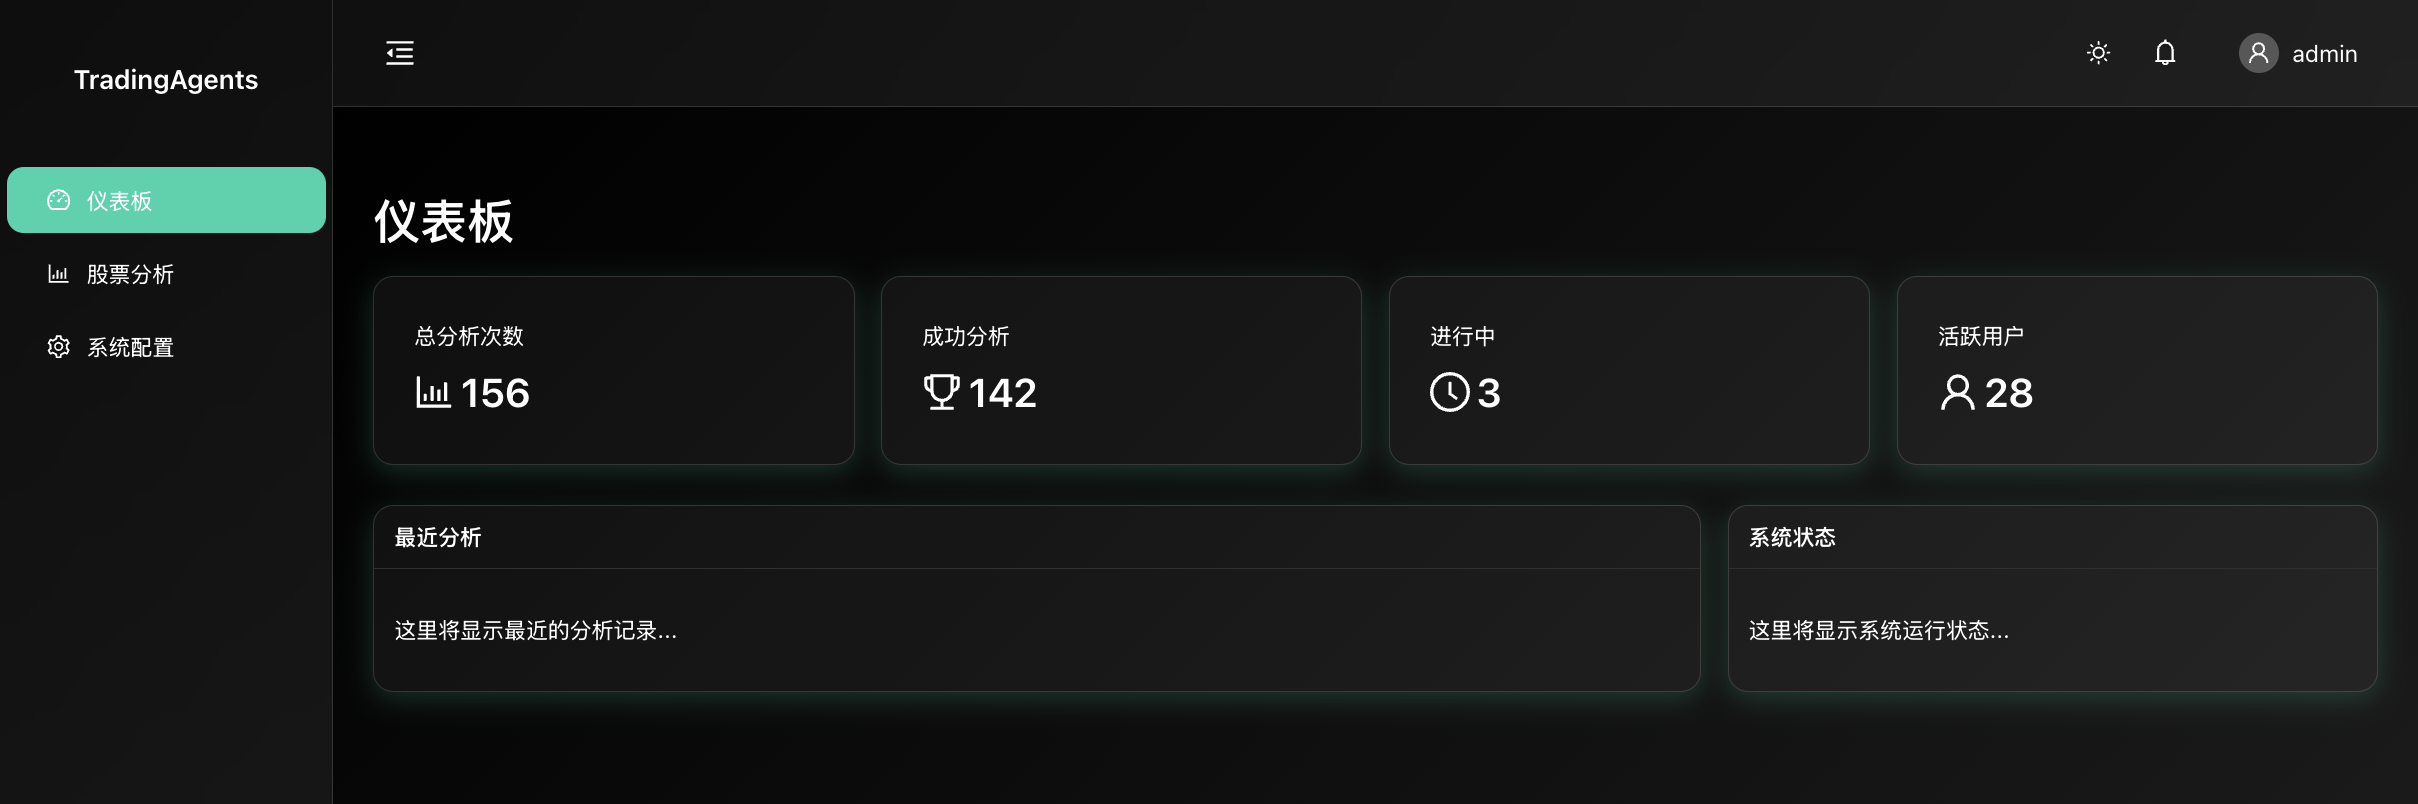 TradingAgents
仪表板
股票分析
系统配置
admin
仪表板
总分析次数
156
成功分析
142
进行中
3
活跃用户
28
最近分析
这里将显示最近的分析记录...
系统状态
这里将显示系统运行状态...